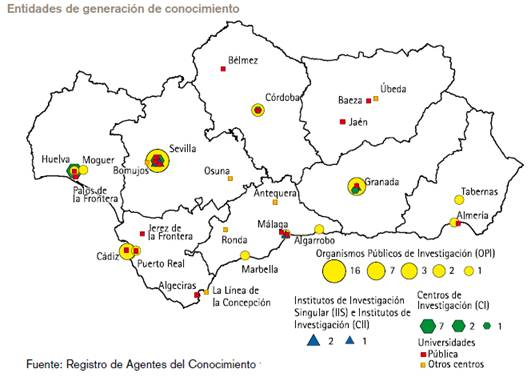 Entidades de generación de conocimiento
Bélmez
Córdoba
Baeza
Úbeda
Jaén
Sevilla
Bomujos
Huelva
Moguer
Palos de
la Frontera
Osuna
Antequera
Granada
Tabernas
Almería
Jerez de
la Frontera
Ronda
Málaga
Algarrobo
Cádiz
Puerto Real
Marbella
Algeciras
La Línea de
la Concepción
Organismos Públicos de Investigación (OPI)
16 7 3 2 1
Institutos de Investigación
Singular (IIS) e Institutos de
Investigación (CII)
2 1
Centros de
Investigación (CI)
7 2 1
Universidades
Pública
Otros centros
Fuente: Registro de Agentes del Conocimiento